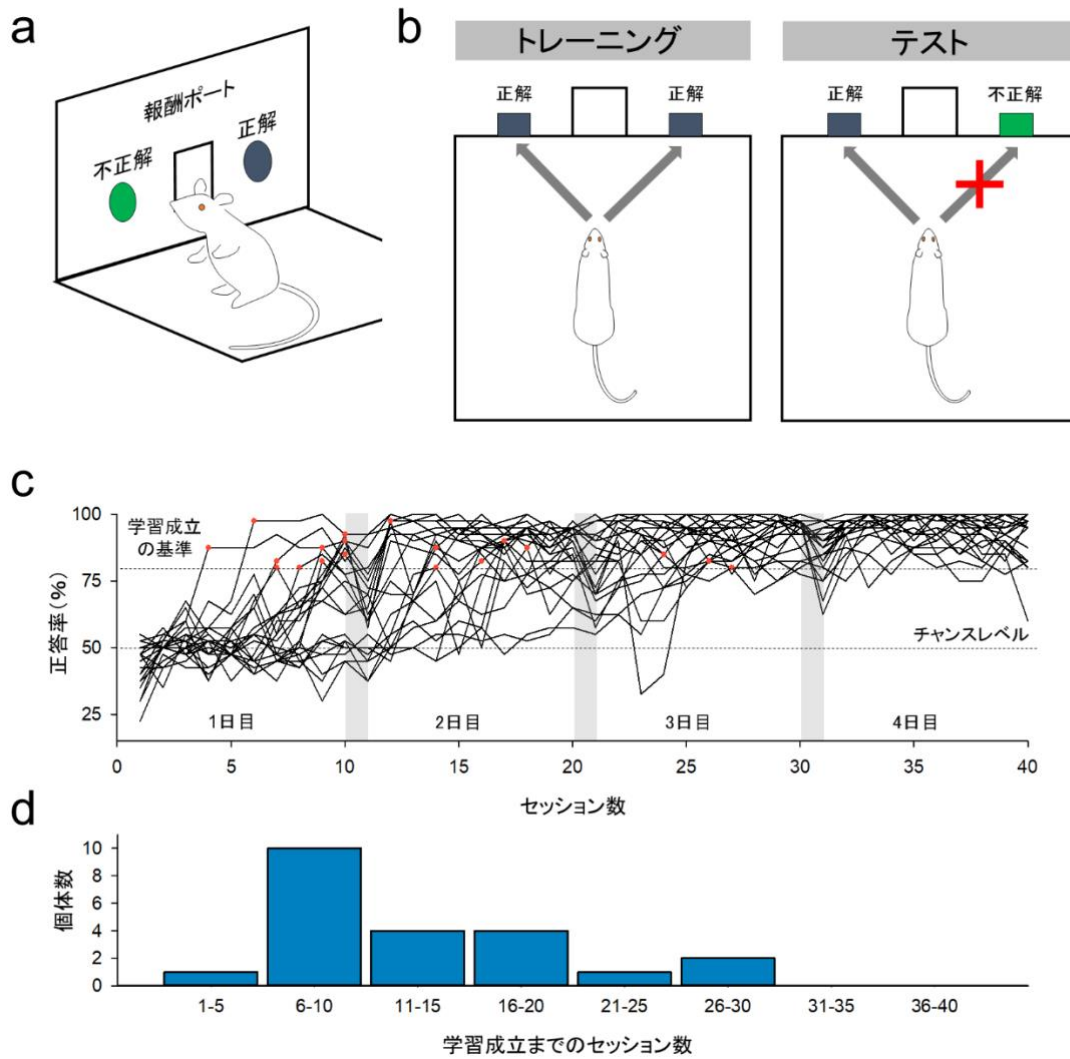 a
報酬ポート
不正解
正解
b
トレーニング
正解
正解
テスト
正解
不正解
c
学習成立
の基準
チャンスレベル
正答率(%)
100
75
50
25
1日目
2日目
3日目
4日目
0
5
10
15
20
25
30
35
40
セッション数
d
個体数
10
8
6
4
2
0
1-5
6-10
11-15
16-20
21-25
26-30
31-35
36-40
学習成立までのセッション数